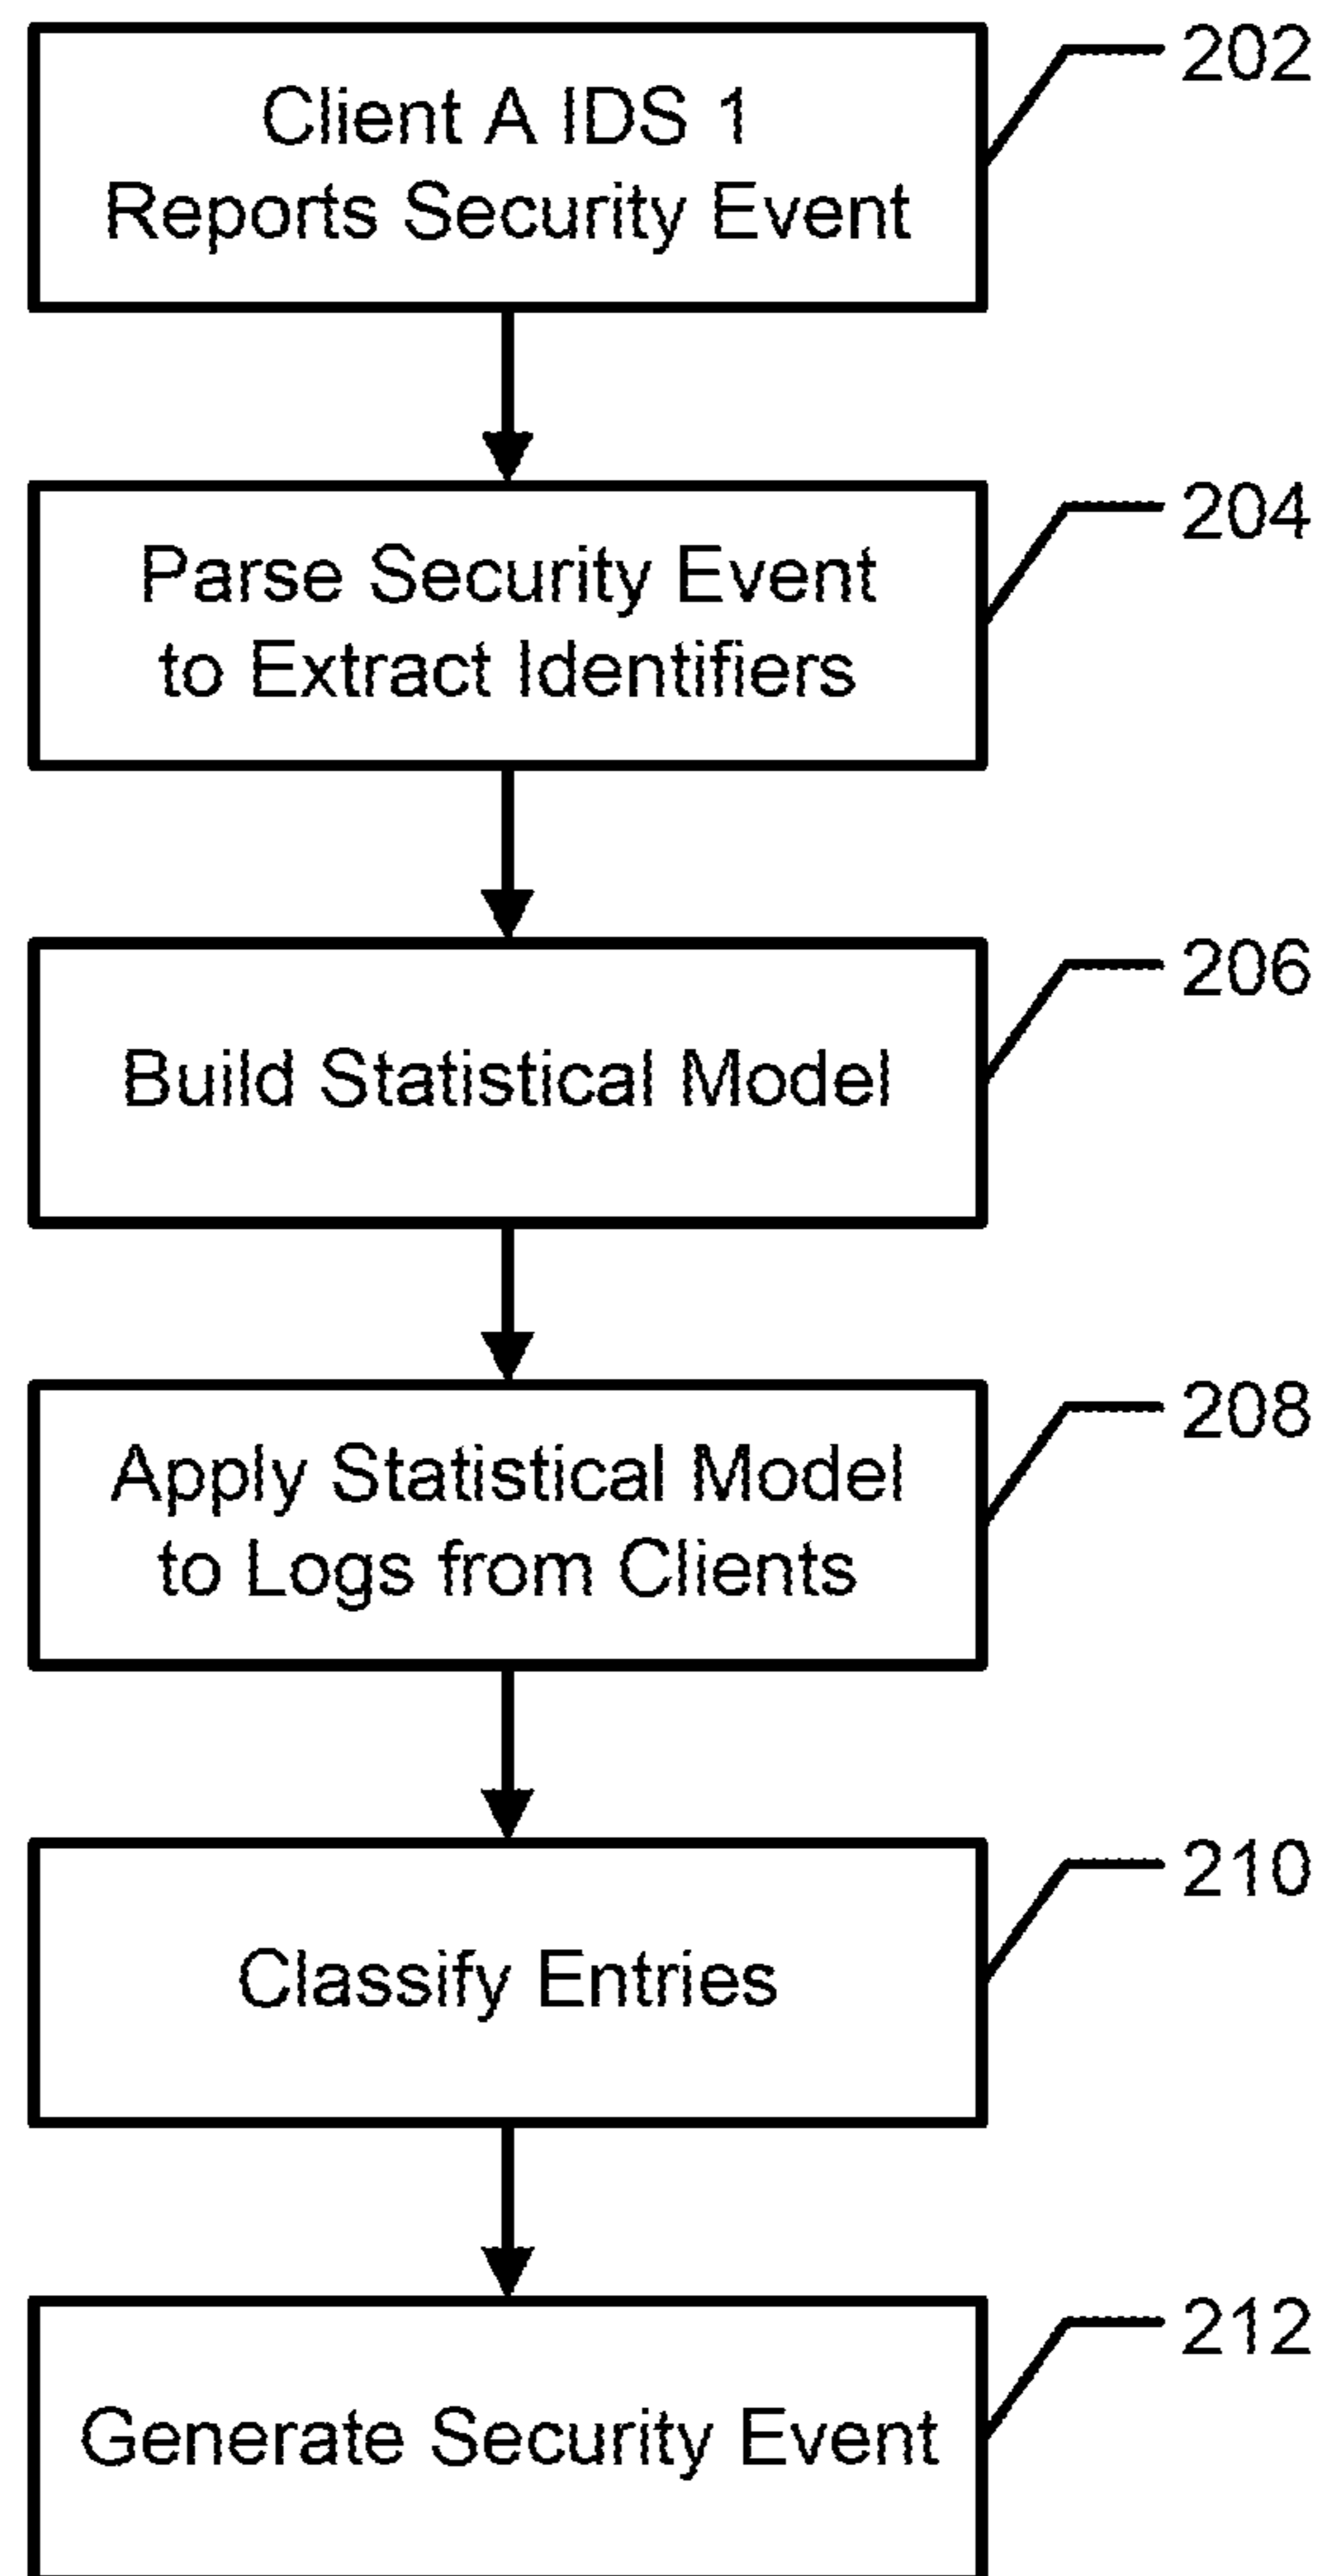 Client A IDS 1
Reports Security Event
202
Parse Security Event
to Extract Identifiers
204
Build Statistical Model
206
Apply Statistical Model
to Logs from Clients
208
Classify Entries
210
Generate Security Event
212